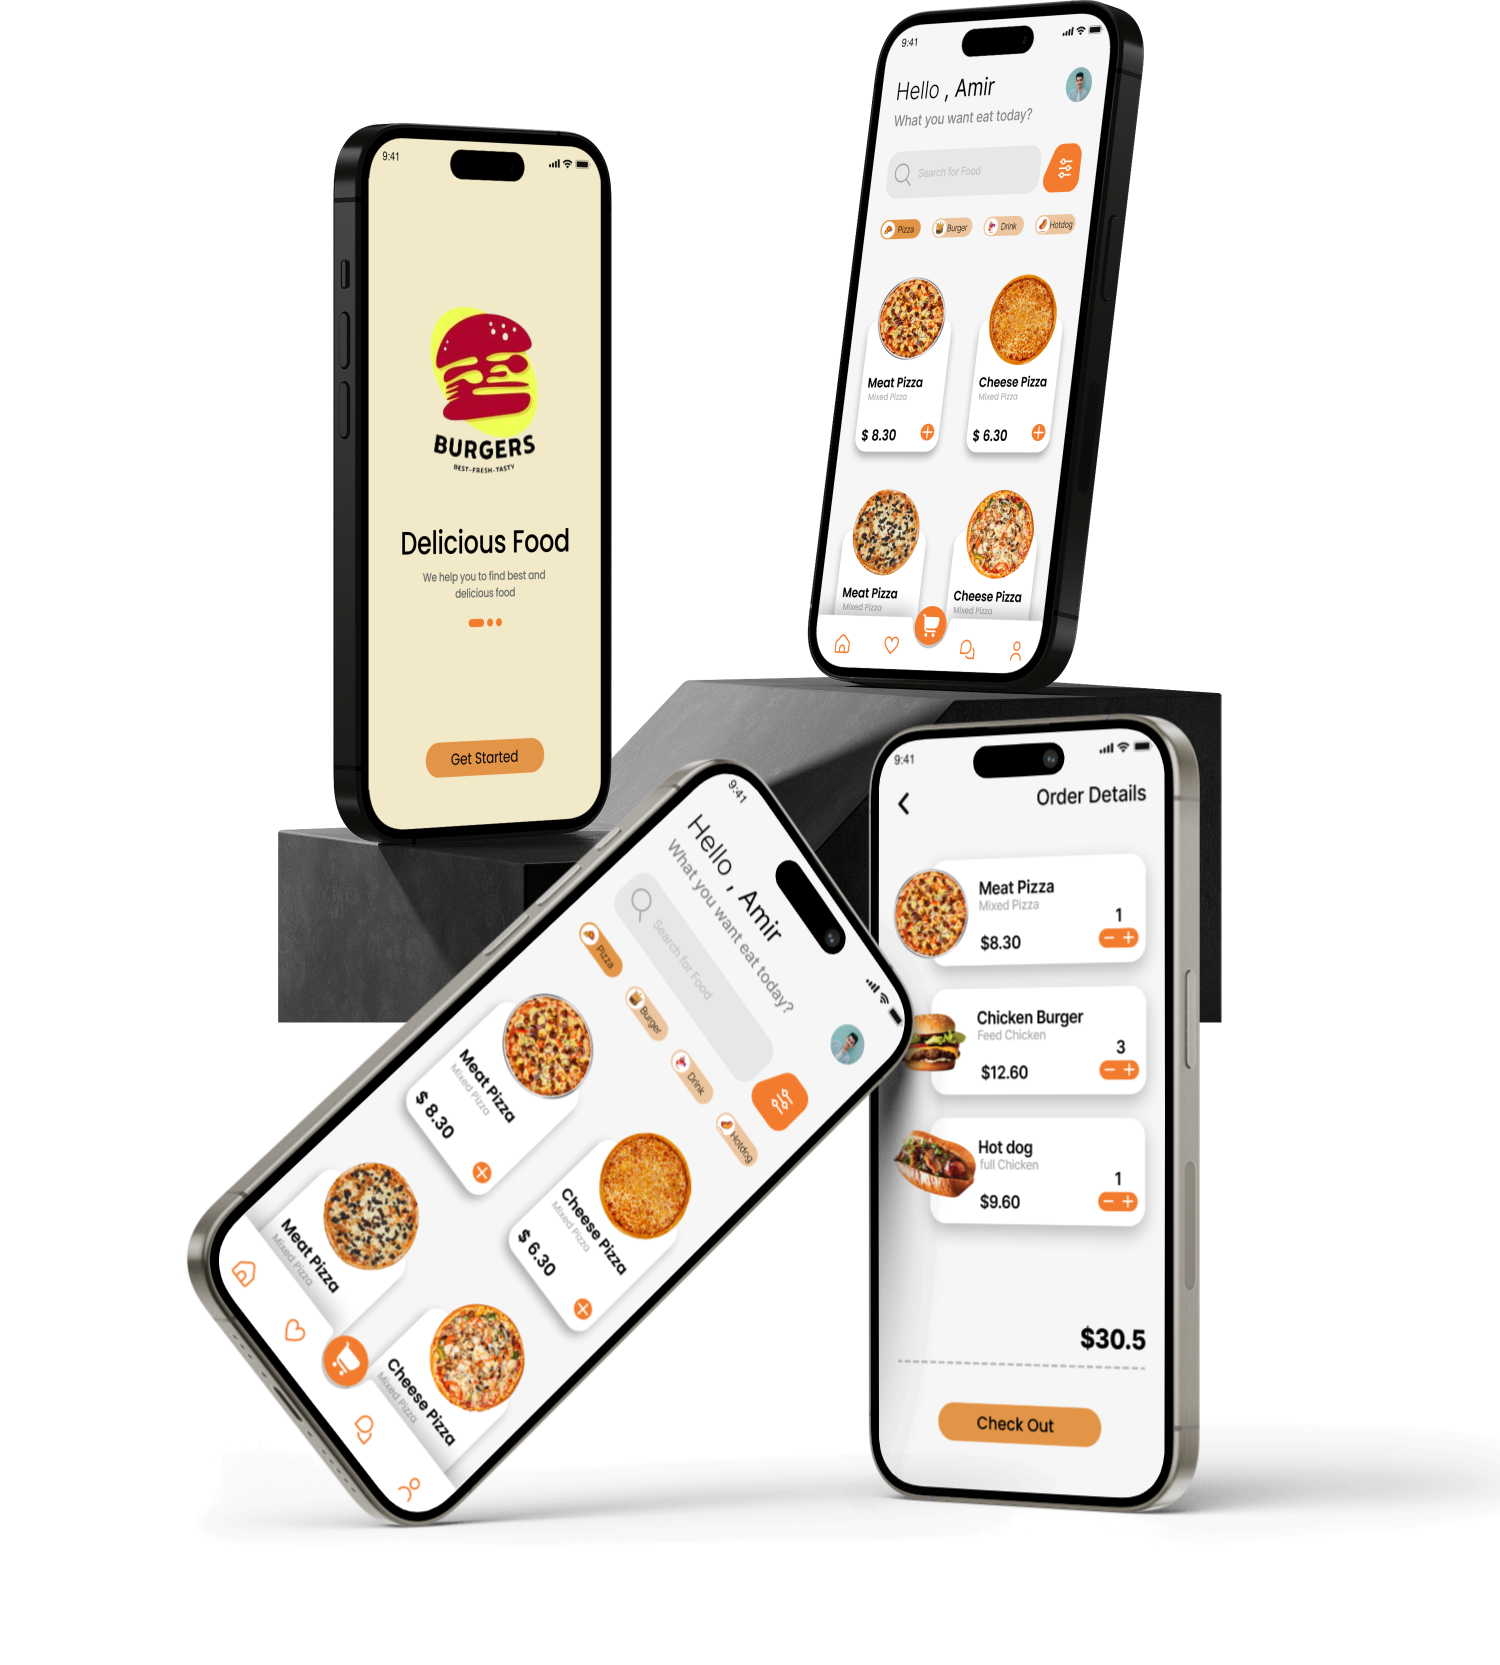 9:41
BURGERS
BEST-FRESH-TASTY
Delicious Food
We help you to find best and
delicious food
Get Started
9:41
Hello , Amir
What you want eat today?
Search for Food
Pizza
Burger
Drink
Hotdog
Meat Pizza
Mixed Pizza
$ 8.30
Cheese Pizza
Mixed Pizza
$ 6.30
Meat Pizza
Mixed Pizza
Cheese Pizza
Mixed Pizza
9:41
Hello , Amir
What you want eat today?
Search for Food
Pizza
Burger
Drink
Hotdog
Meat Pizza
Mixed Pizza
$ 8.30
Cheese Pizza
Mixed Pizza
$ 6.30
Meat Pizza
Mixed Pizza
Cheese Pizza
Mixed Pizza
9:41
Order Details
Meat Pizza
Mixed Pizza
$8.30
1
Chicken Burger
Feed Chicken
$12.60
3
Hot dog
full Chicken
$9.60
1
$30.5
Check Out